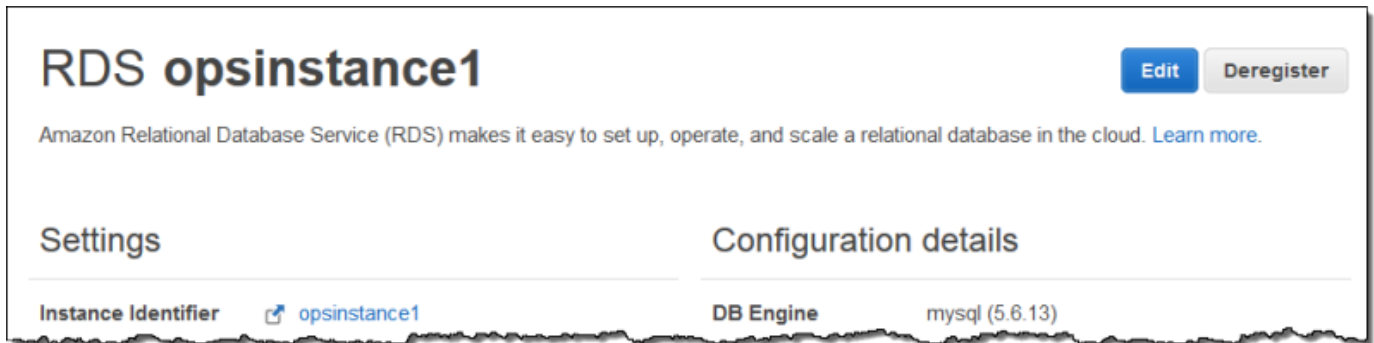 RDS opsinstance1
Edit
Deregister
Amazon Relational Database Service (RDS) makes it easy to set up, operate, and scale a relational database in the cloud. Learn more.
Settings
Configuration details
Instance Identifier opsinstance1
DB Engine mysql (5.6.13)